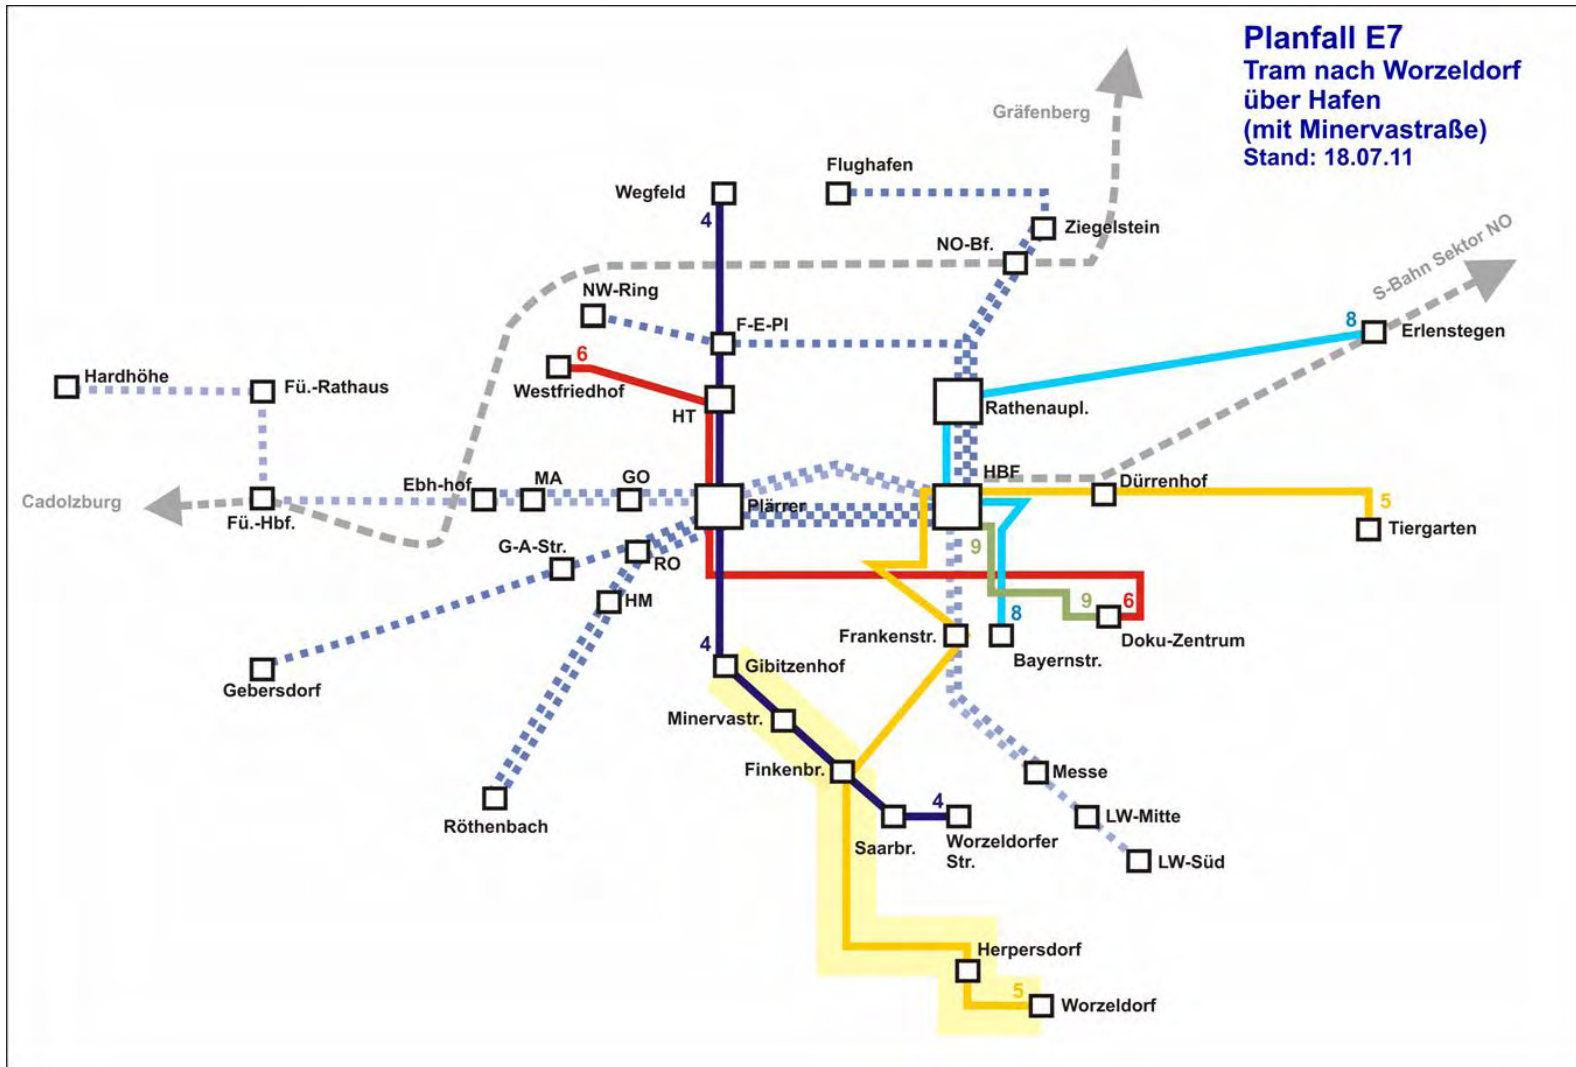 Planfall E7
Tram nach Worzeldorf
über Hafen
(mit Minervastraße)
Stand: 18.07.11
Gräfenberg
Flughafen
Wegfeld
4
Ziegelstein
NO-Bf.
S-Bahn Sektor NO
NW-Ring
F-E-Pl
8
Erlenstegen
6
Westfriedhof
Hardhöhe
Fü.-Rathaus
HT
Rathenaupl.
HBF
Ebh-hof
MA
GO
Dürrenhof
Cadolzburg
Fü.-Hbf.
Plärrer
5
Tiergarten
G-A-Str.
RO
9
HM
9
6
8
Frankenstr.
Bayernstr.
Doku-Zentrum
4
Gibitzenhof
Gebersdorf
Minervastr.
Finkenbr.
Messe
4
Röthenbach
Saarbr.
Worzeldorfer
Str.
LW-Mitte
LW-Süd
Herpersdorf
5
Worzeldorf